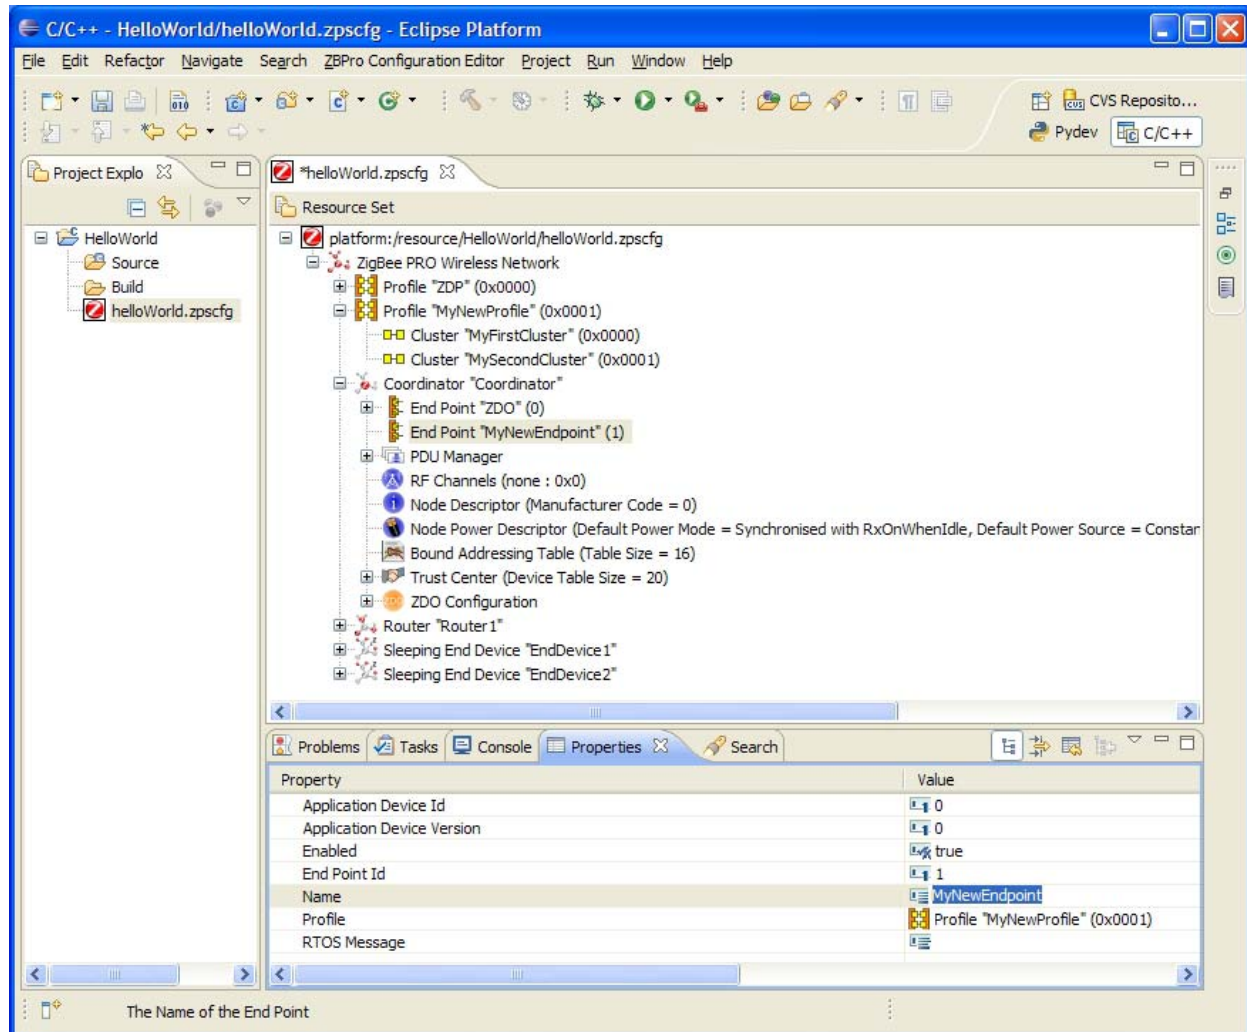 C/C++ - HelloWorld/helloWorld.zpscfg - Eclipse Platform
File Edit Refactor Navigate Search ZBPro Configuration Editor Project Run Window Help
CVS Reposito...
Pydev C/C++
Project Explo
*helloWorld.zpscfg
Resource Set
HelloWorld
Source
Build
helloWorld.zpscfg
platform:/resource/HelloWorld/helloWorld.zpscfg
ZigBee PRO Wireless Network
Profile "ZDP" (0x0000)
Profile "MyNewProfile" (0x0001)
Cluster "MyFirstCluster" (0x0000)
Cluster "MySecondCluster" (0x0001)
Coordinator "Coordinator"
End Point "ZDO" (0)
End Point "MyNewEndpoint" (1)
PDU Manager
RF Channels (none : 0x0)
Node Descriptor (Manufacturer Code = 0)
Node Power Descriptor (Default Power Mode = Synchronised with RxOnWhenIdle, Default Power Source = Constan
Bound Addressing Table (Table Size = 16)
Trust Center (Device Table Size = 20)
ZDO Configuration
Router "Router1"
Sleeping End Device "EndDevice1"
Sleeping End Device "EndDevice2"
Problems Tasks Console Properties Search
Property Value
Application Device Id 0
Application Device Version 0
Enabled true
End Point Id 1
Name MyNewEndpoint
Profile Profile "MyNewProfile" (0x0001)
RTOS Message
The Name of the End Point